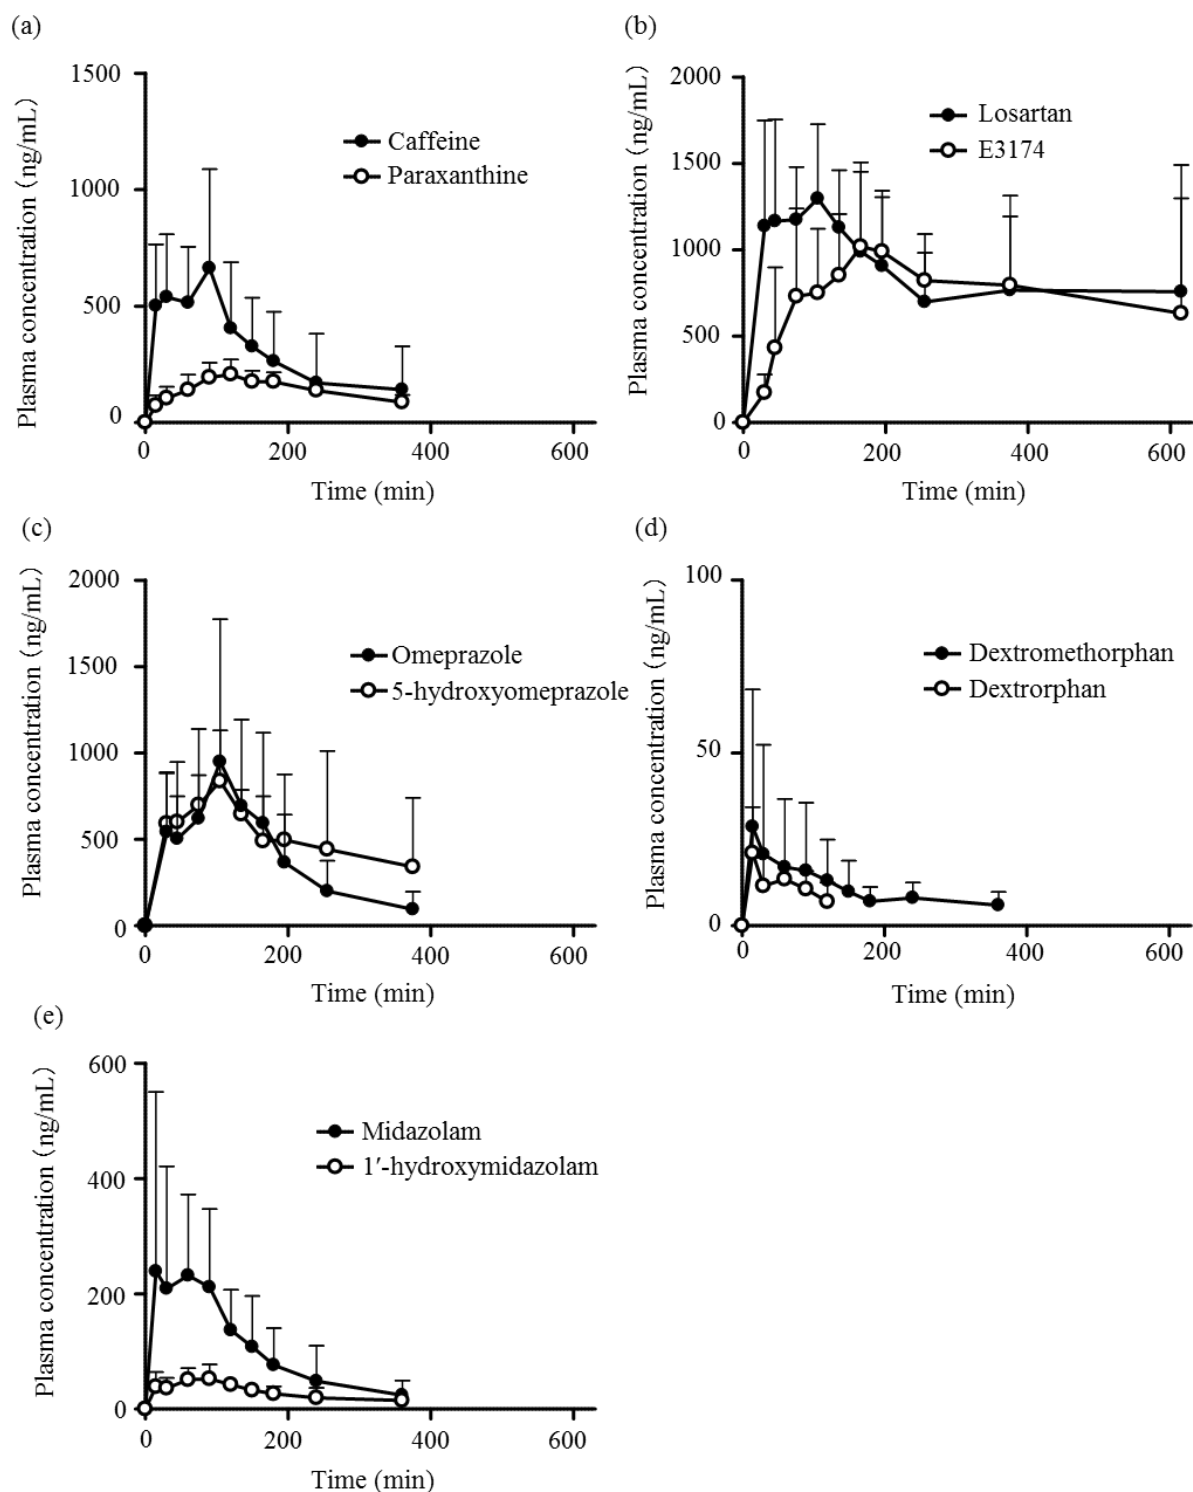 (a)
1500
1000
500
0
Plasma concentration (ng/mL)
Caffeine
Paraxanthine
0 200 400 600
Time (min)
(b)
2000
1500
1000
500
0
Plasma concentration (ng/mL)
Losartan
E3174
0 200 400 600
Time (min)
(c)
2000
1500
1000
500
0
Plasma concentration (ng/mL)
Omeprazole
5-hydroxyomeprazole
0 200 400 600
Time (min)
(d)
100
50
0
Plasma concentration (ng/mL)
Dextromethorphan
Dextrorphan
0 200 400 600
Time (min)
(e)
600
400
200
0
Plasma concentration (ng/mL)
Midazolam
1′-hydroxymidazolam
0 200 400 600
Time (min)